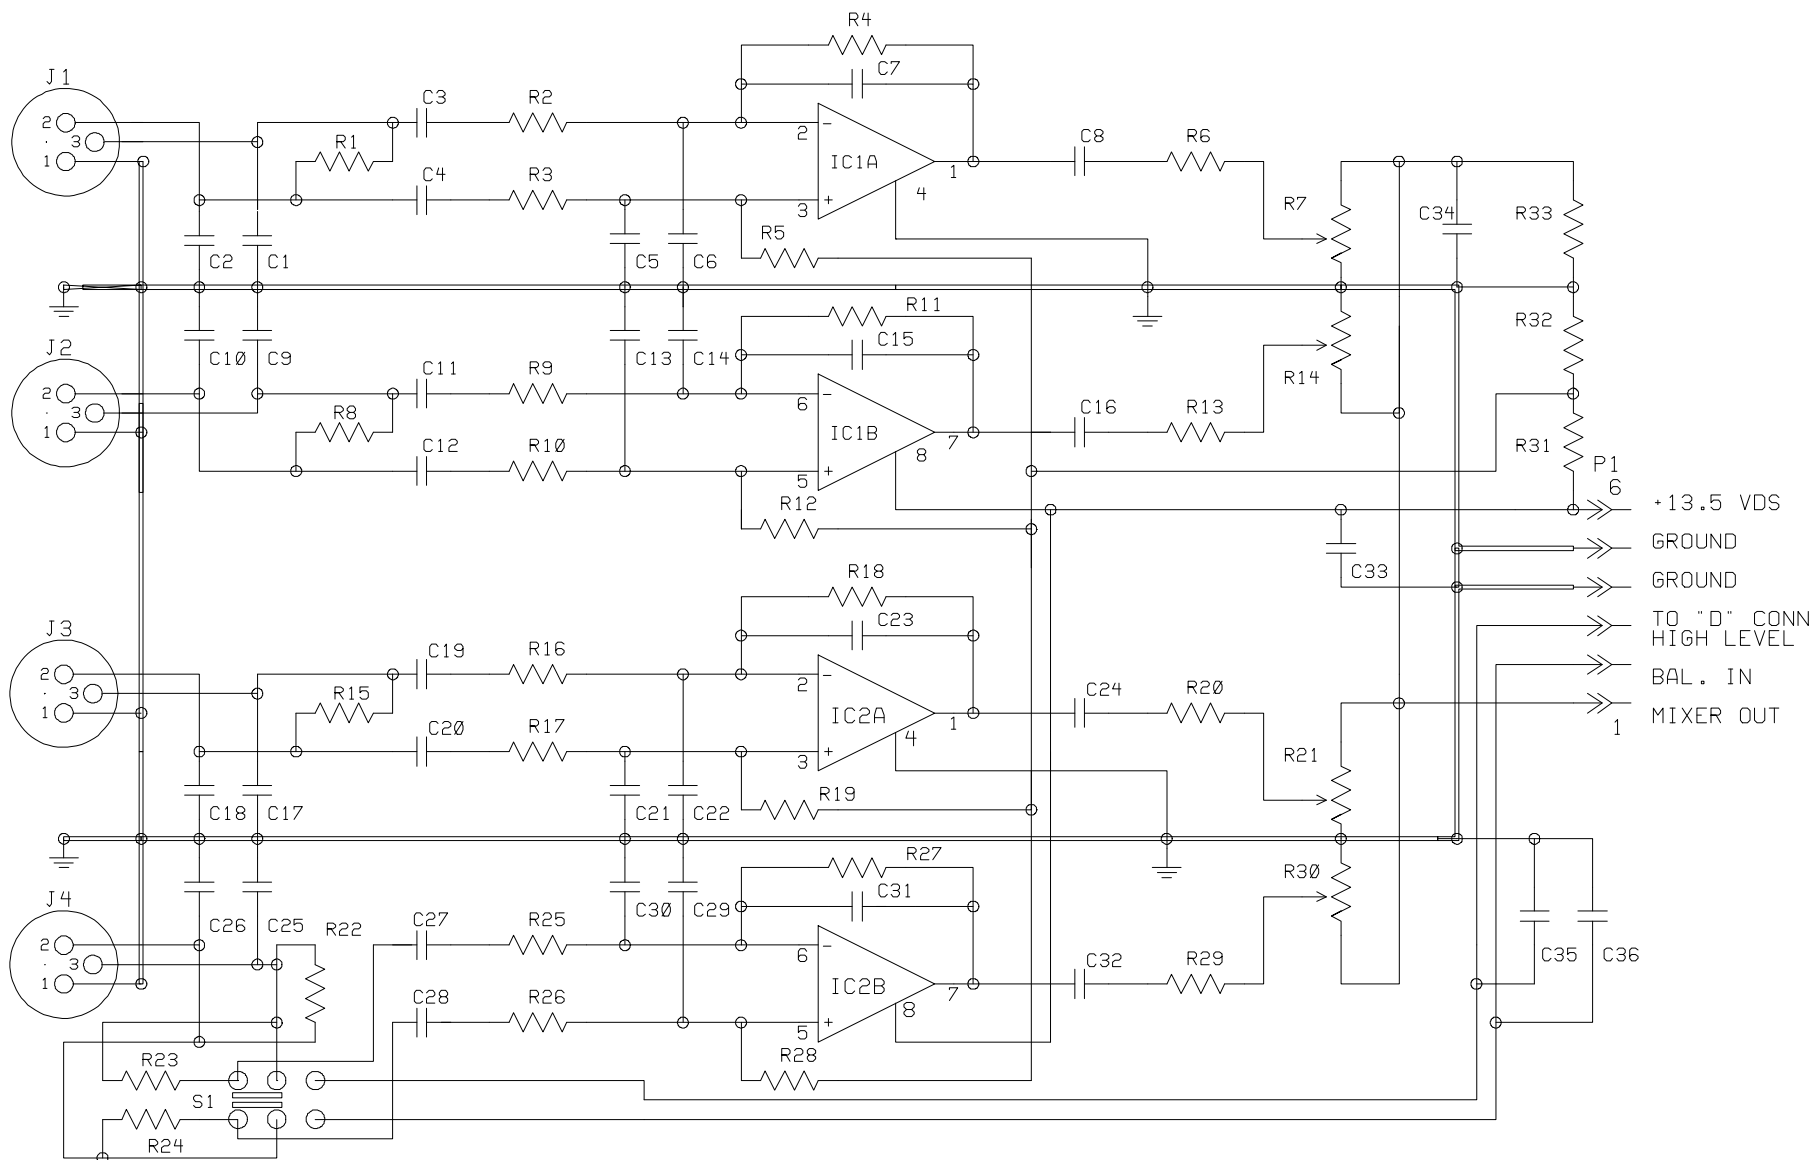 R4
J1
C7
C3
R2
2
3
1
R1
2
-
IC1A
1
C8
R6
C4
R3
4
3
+
R7
C34
R33
R5
C2
C1
C5
C6
R11
R32
J2
C10
C9
C13
C14
C15
R14
C11
R9
2
3
1
R8
6
-
IC1B
7
C16
R13
C12
R10
8
5
+
R31
P1
6
R12
+13.5 VDS
GROUND
R18
C33
GROUND
C23
TO "D" CONN
HIGH LEVEL
J3
C19
R16
2
3
1
R15
2
-
IC2A
1
C24
R20
BAL. IN
C20
R17
4
3
+
1
MIXER OUT
R21
R19
C18
C17
C21
C22
R27
R30
J4
C31
C26
C25
R22
C27
R25
C30
C29
2
3
1
6
-
IC2B
7
C32
R29
C35
C36
C28
R26
8
5
+
R28
R23
S1
R24